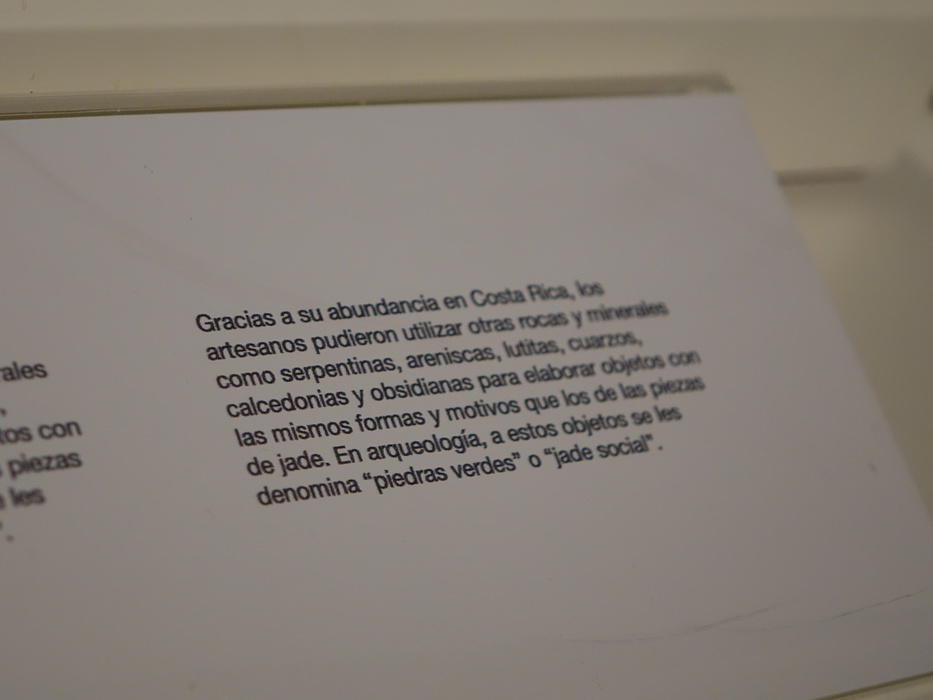 rales
,
tos con
piezas
les
".
Gracias a su abundancia en Costa Rica, los
artesanos pudieron utilizar otras rocas y minerales
como serpentinas, areniscas, lutitas, cuarzos,
calcedonias y obsidianas para elaborar objetos con
las mismos formas y motivos que los de las piezas
de jade. En arqueología, a estos objetos se les
denomina “piedras verdes” o “jade social”.